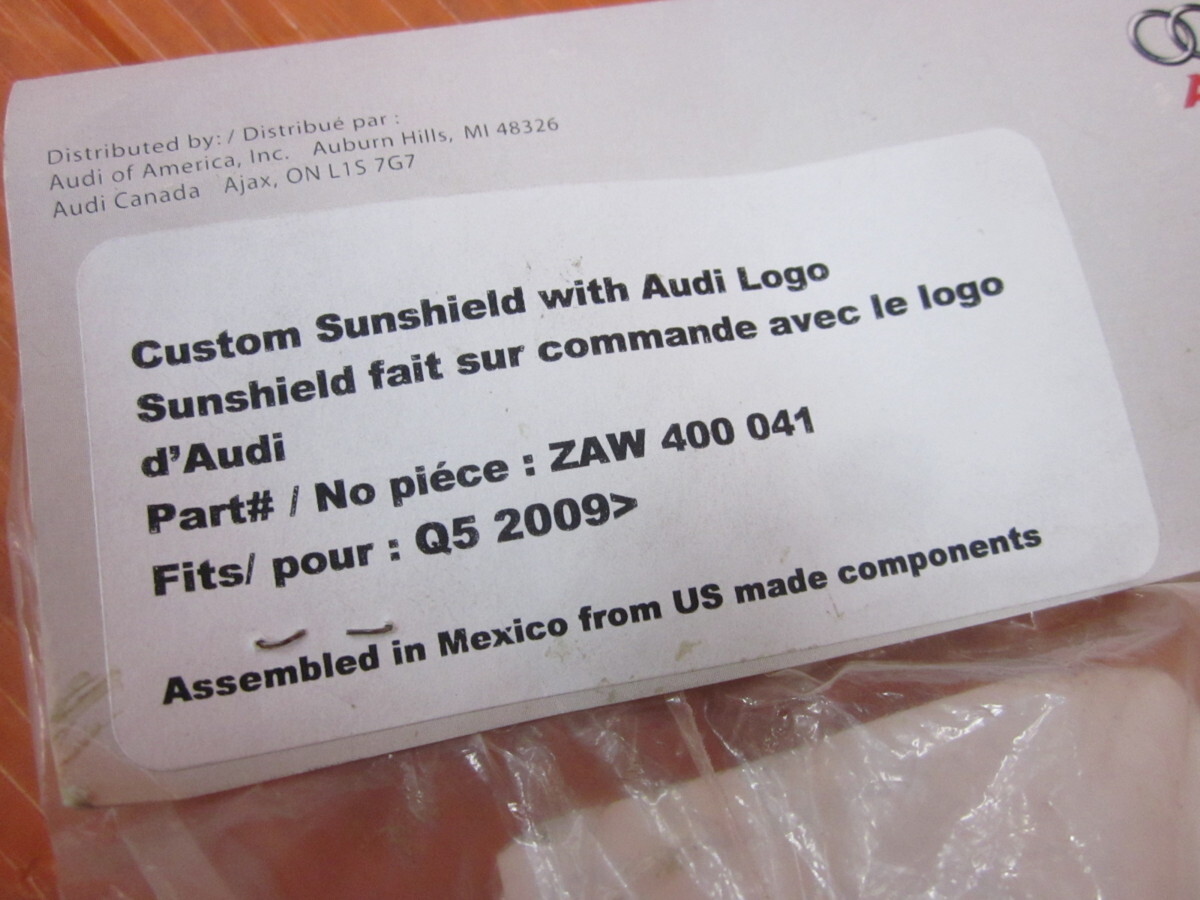 Distributed by: / Distribué par :
Audi of America, Inc. Auburn Hills, MI 48326
Audi Canada Ajax, ON L1S 7G7
Custom Sunshield with Audi Logo
Sunshield fait sur commande avec le logo
d'Audi
Part# / No piéce : ZAW 400 041
Fits/ pour : Q5 2009>
Assembled in Mexico from US made components